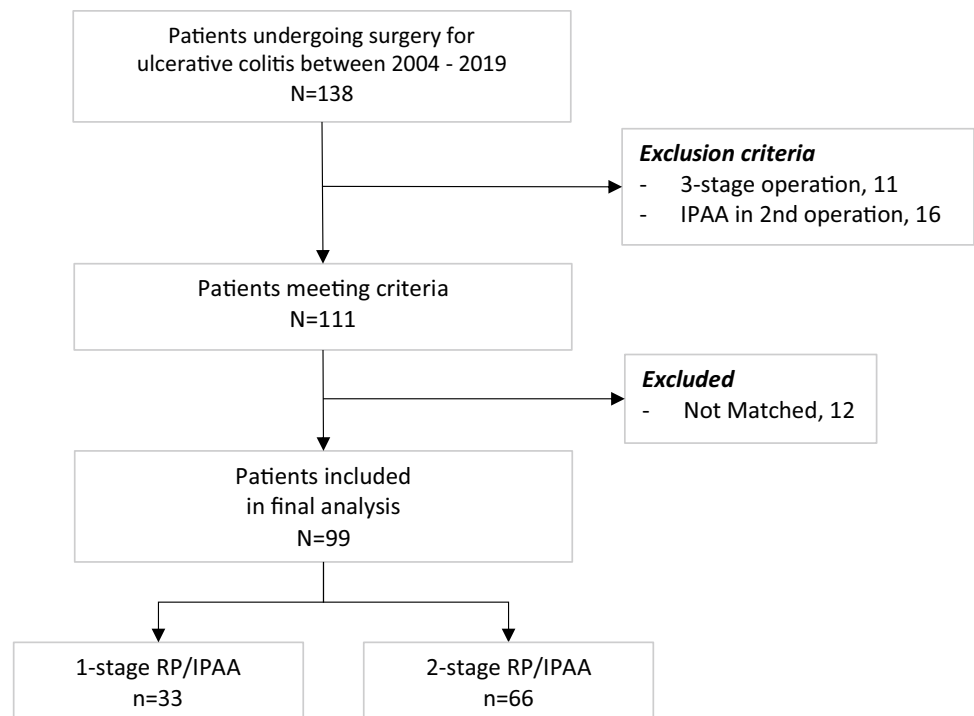 Patients undergoing surgery for
ulcerative colitis between 2004 - 2019
N=138
Exclusion criteria
- 3-stage operation, 11
- IPAA in 2nd operation, 16
Patients meeting criteria
N=111
Excluded
- Not Matched, 12
Patients included
in final analysis
N=99
1-stage RP/IPAA
n=33
2-stage RP/IPAA
n=66